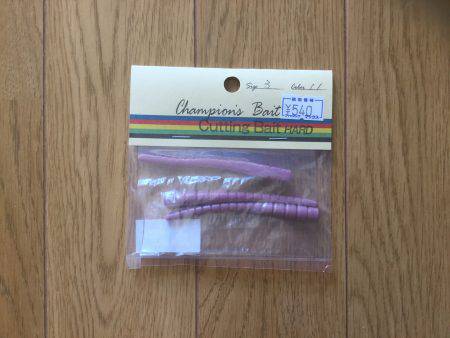 Size 3 Color 11
Champion's Bait
¥540
Cutting Bait HARD